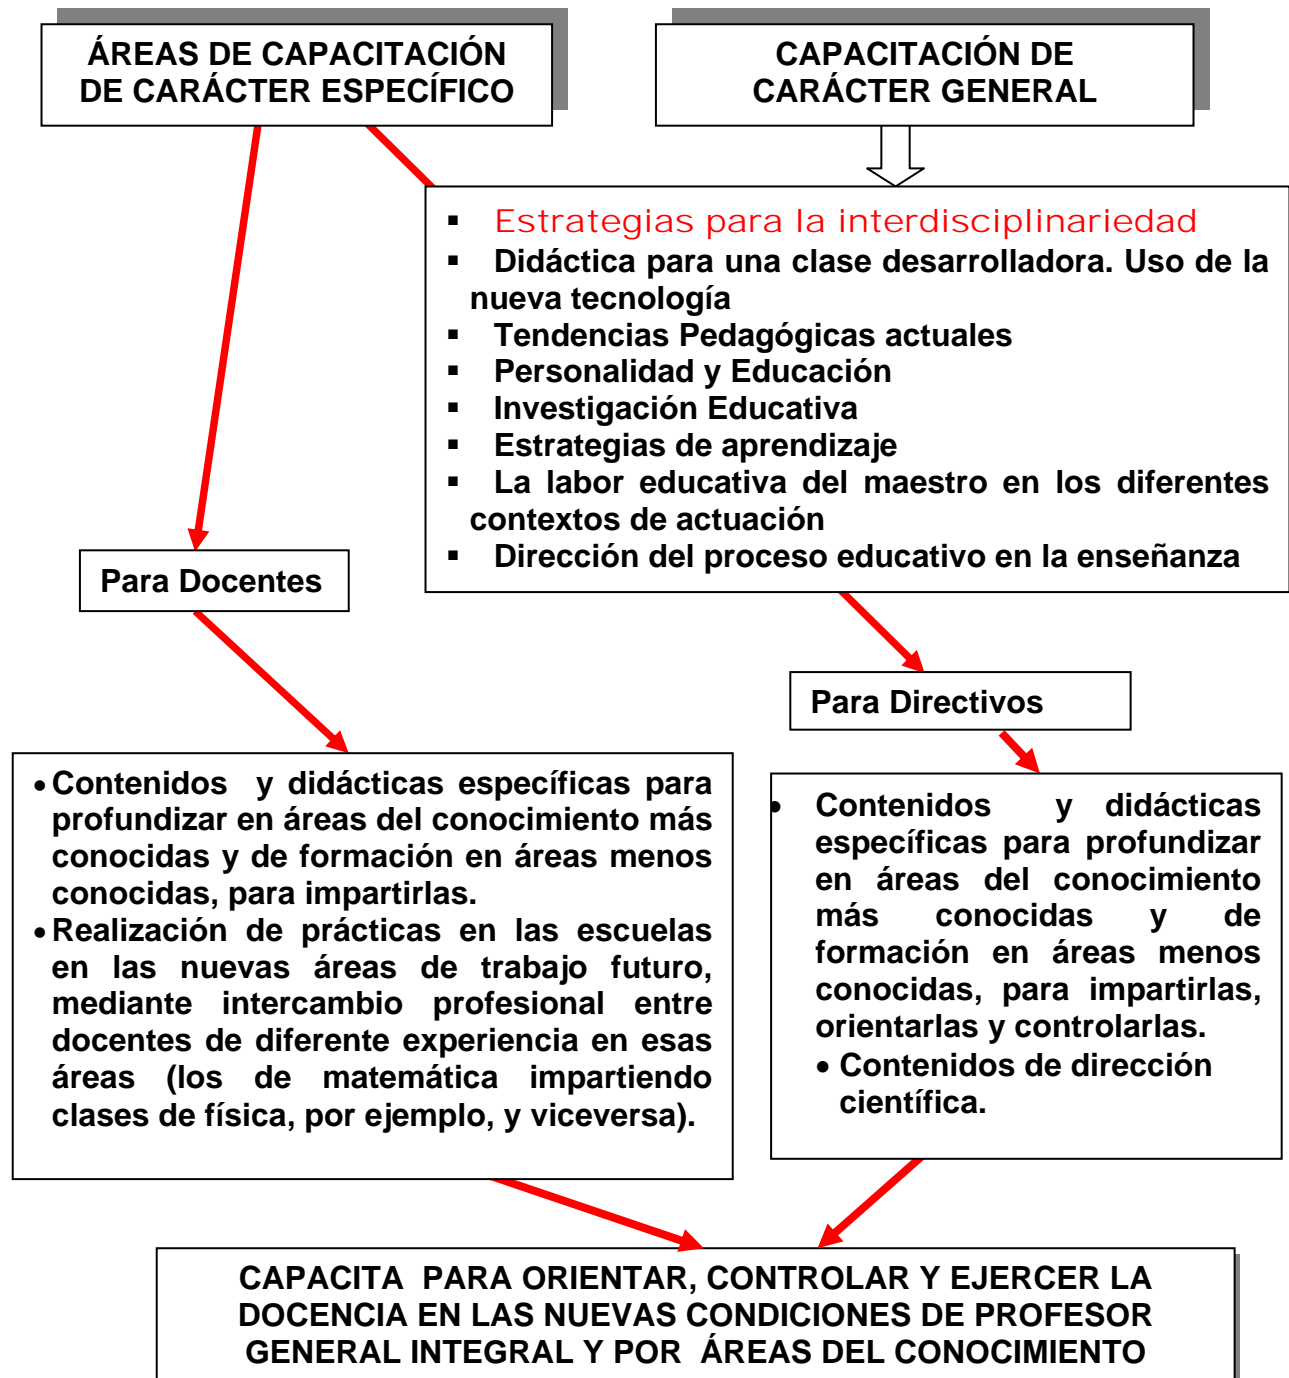 ÁREAS DE CAPACITACIÓN
DE CARÁCTER ESPECÍFICO
CAPACITACIÓN DE
CARÁCTER GENERAL
▪ Estrategias para la interdisciplinariedad
▪ Didáctica para una clase desarrolladora. Uso de la
nueva tecnología
▪ Tendencias Pedagógicas actuales
▪ Personalidad y Educación
▪ Investigación Educativa
▪ Estrategias de aprendizaje
▪ La labor educativa del maestro en los diferentes
contextos de actuación
▪ Dirección del proceso educativo en la enseñanza
Para Docentes
Para Directivos
• Contenidos y didácticas específicas para
profundizar en áreas del conocimiento más
conocidas y de formación en áreas menos
conocidas, para impartirlas.
• Realización de prácticas en las escuelas
en las nuevas áreas de trabajo futuro,
mediante intercambio profesional entre
docentes de diferente experiencia en esas
áreas (los de matemática impartiendo
clases de física, por ejemplo, y viceversa).
• Contenidos y didácticas
específicas para profundizar
en áreas del conocimiento
más conocidas y de
formación en áreas menos
conocidas, para impartirlas,
orientarlas y controlarlas.
• Contenidos de dirección
científica.
CAPACITA PARA ORIENTAR, CONTROLAR Y EJERCER LA
DOCENCIA EN LAS NUEVAS CONDICIONES DE PROFESOR
GENERAL INTEGRAL Y POR ÁREAS DEL CONOCIMIENTO